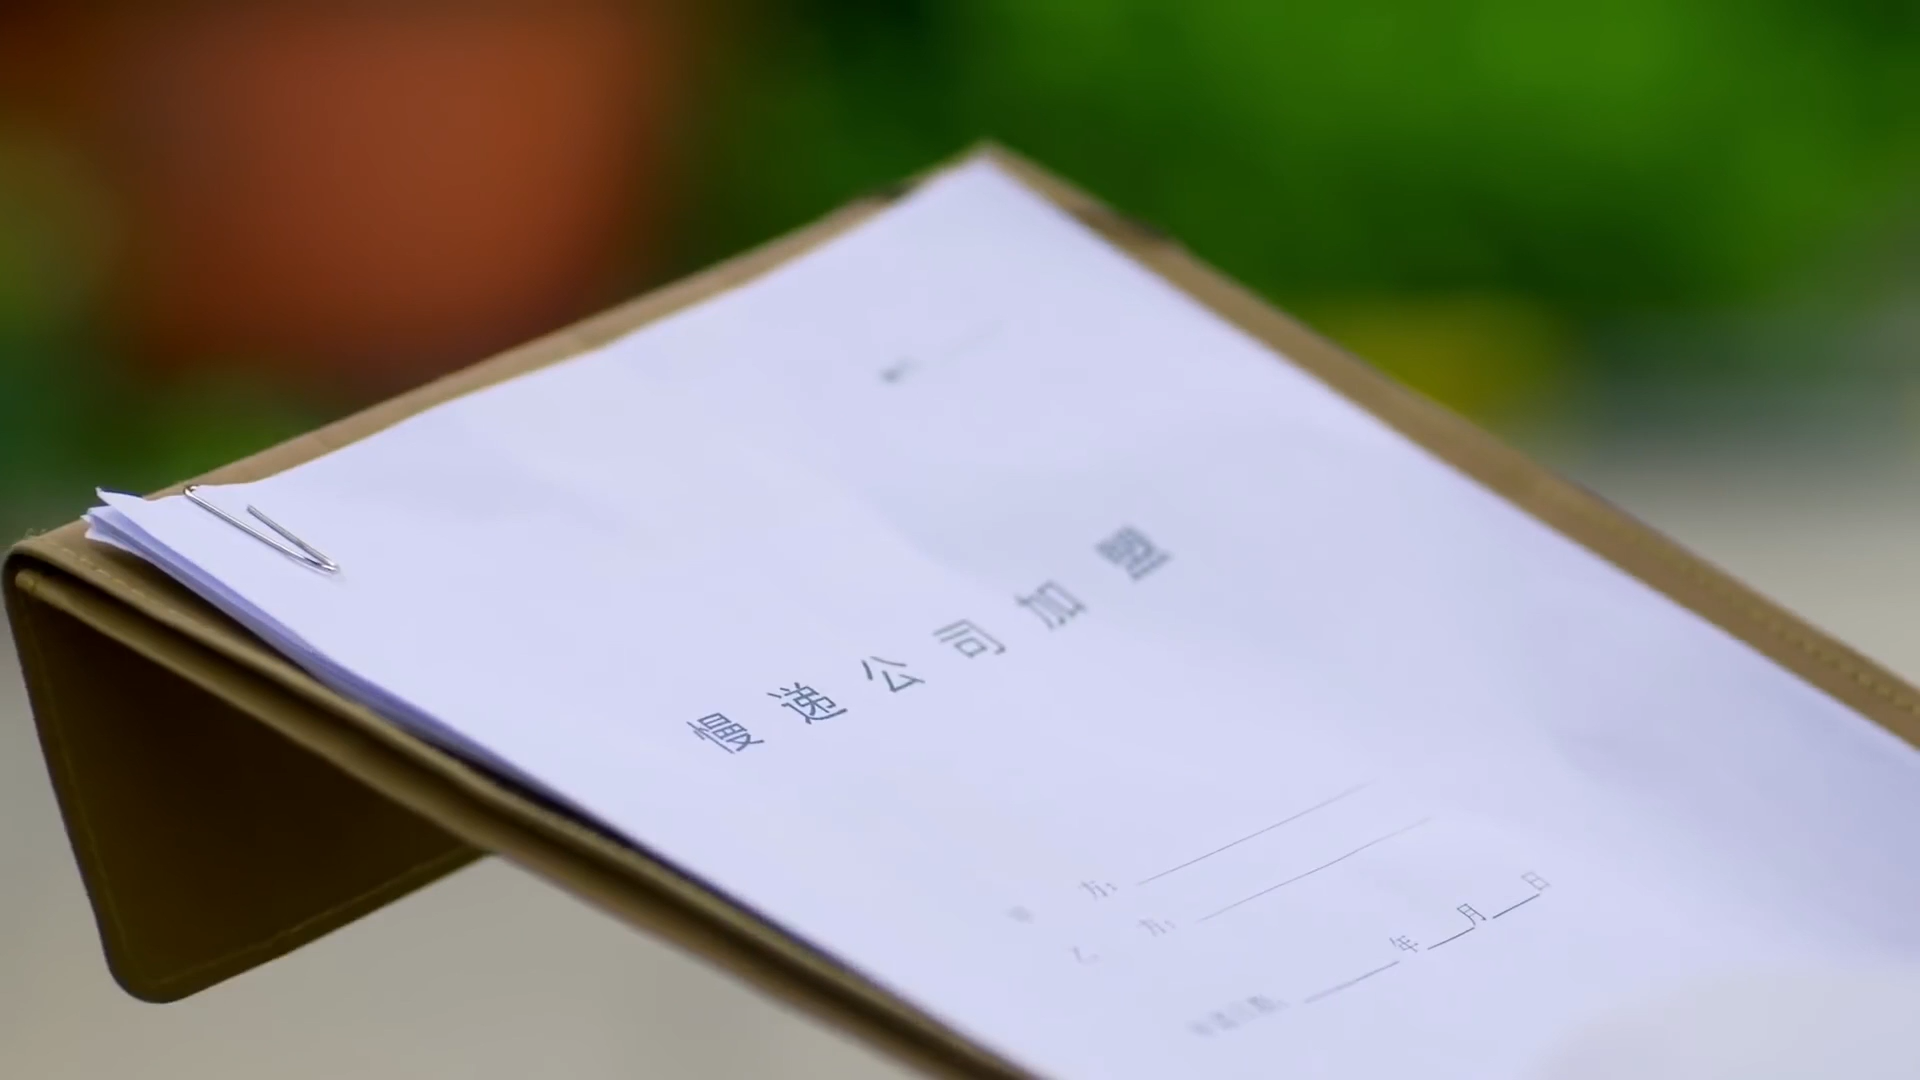 慢递公司加盟
方：
乙 方：
年 月 日